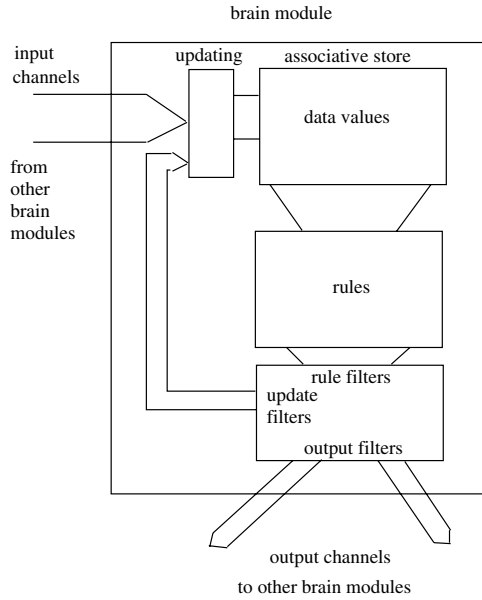 brain module
input
channels
updating
associative store
data values
from
other
brain
modules
rules
rule filters
update
filters
output filters
output channels
to other brain modules